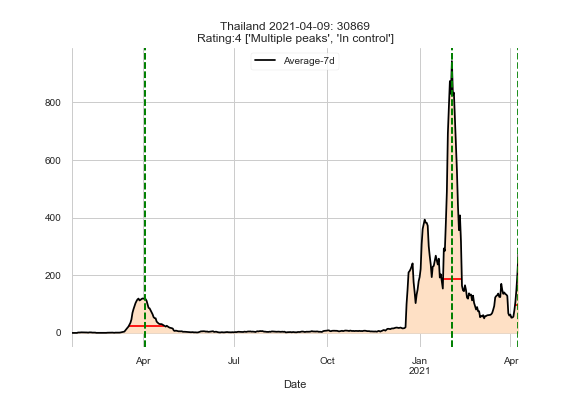 Thailand 2021-04-09: 30869
Rating:4 ['Multiple peaks', 'In control']
Average-7d
800
600
400
200
0
Apr
Jul
Oct
Jan
2021
Apr
Date